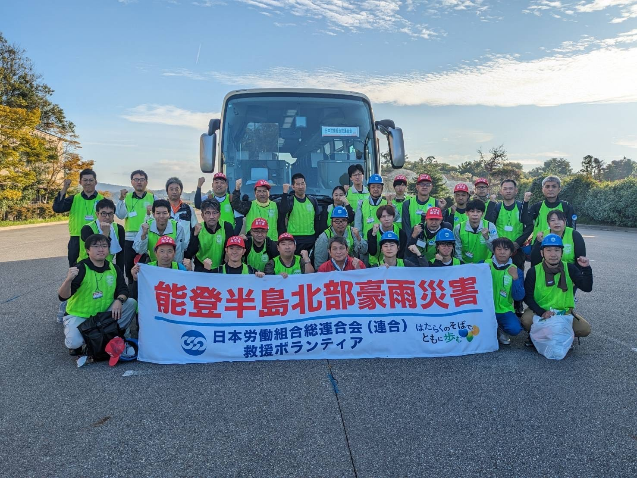 能登半島北部豪雨災害
日本労働組合総連合会（連合）
救援ボランティア
はたらくのそばで
ともに歩む